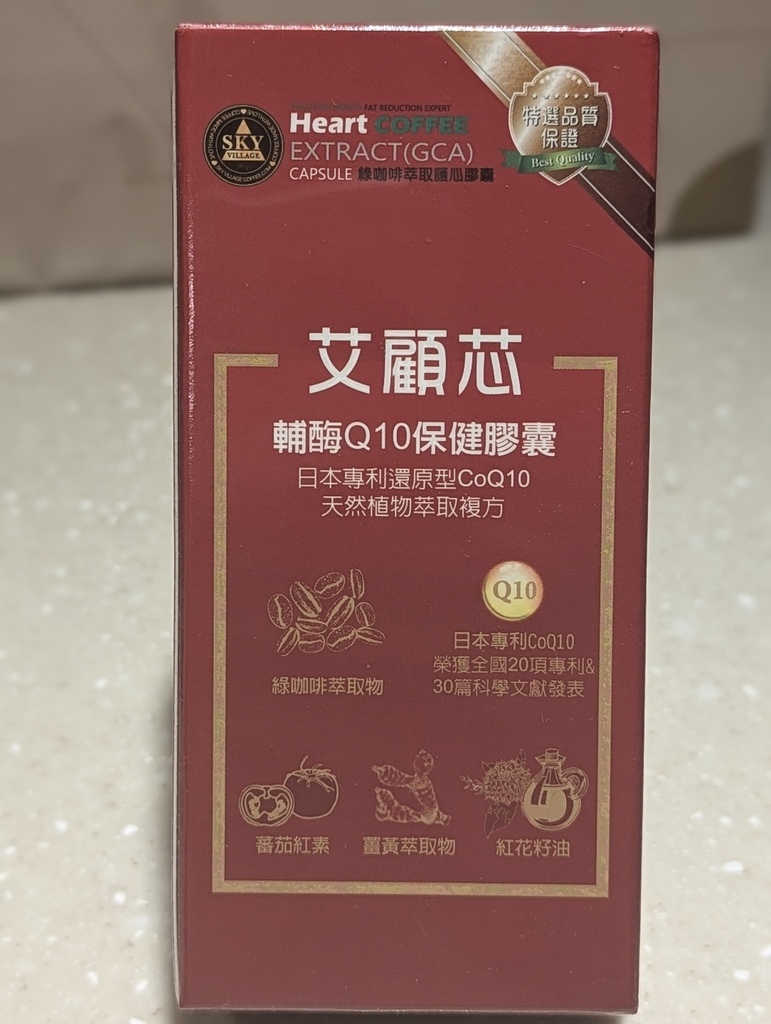 FAT REDUCTION EXPERT
Heart COFFEE
EXTRACT(GCA)
CAPSULE 綠咖啡萃取護心膠囊
SKY
VILLAGE
特選品質
保證
Best Quality
艾顧芯
輔酶Q10保健膠囊
日本專利還原型CoQ10
天然植物萃取複方
綠咖啡萃取物
Q10
日本專利CoQ10
榮獲全國20項專利&
30篇科學文獻發表
蕃茄紅素
薑黃萃取物
紅花籽油